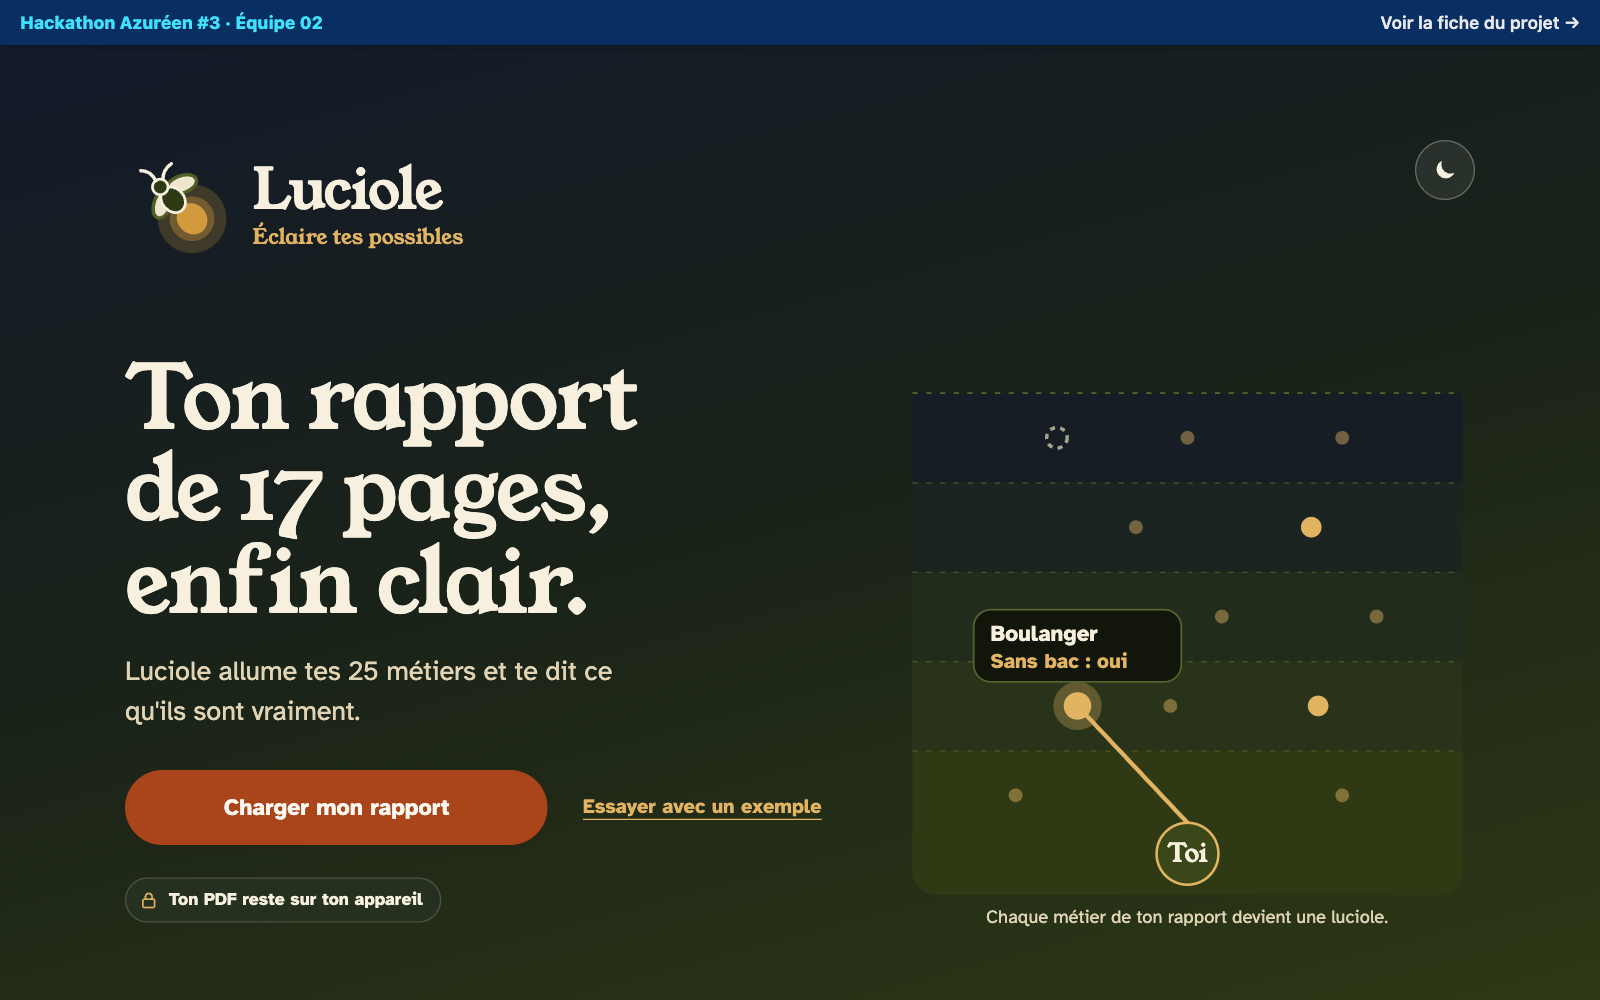 Hackathon Azuréen #3 · Équipe 02
Voir la fiche du projet →
Luciole
Éclaire tes possibles
Ton rapport
de 17 pages,
enfin clair.
Luciole allume tes 25 métiers et te dit ce
qu'ils sont vraiment.
Charger mon rapport
Essayer avec un exemple
Ton PDF reste sur ton appareil
Boulanger
Sans bac : oui
Toi
Chaque métier de ton rapport devient une luciole.